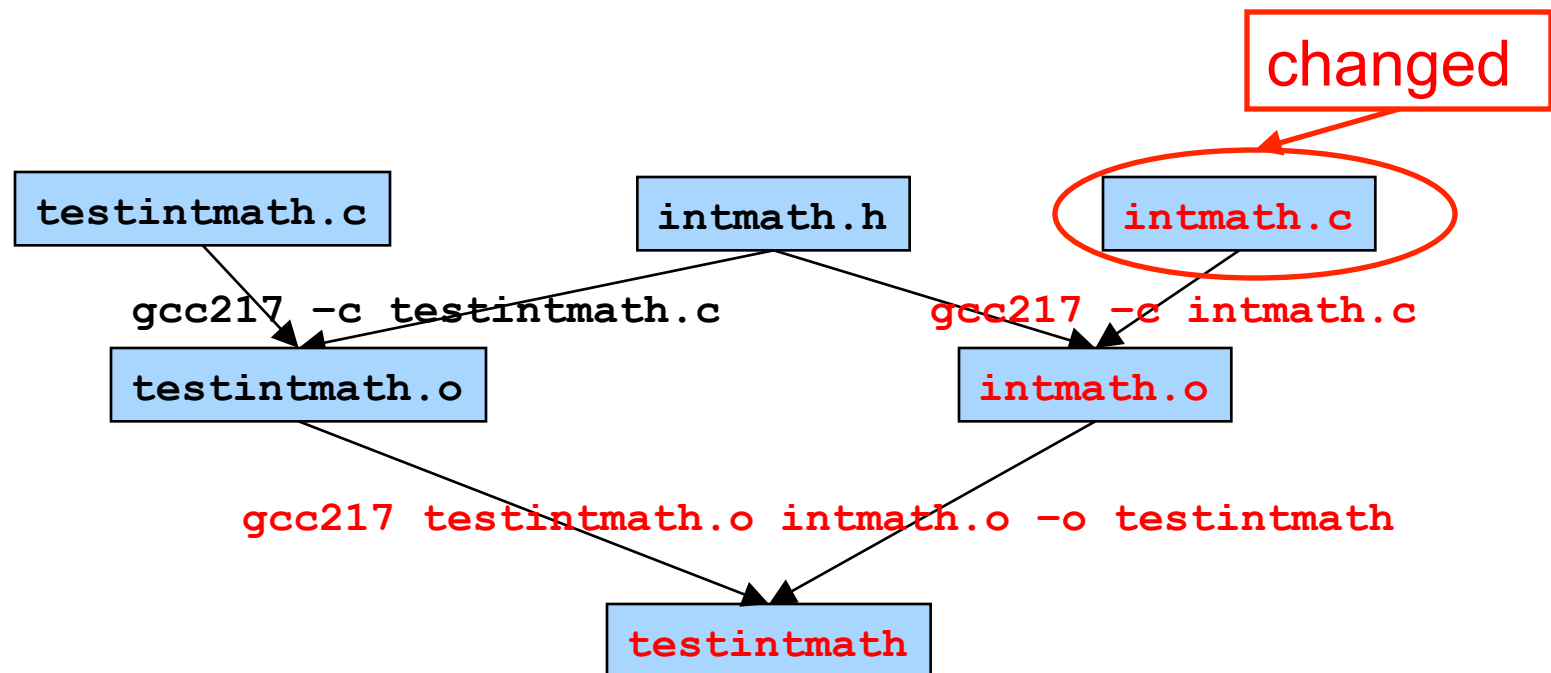 changed
testintmath.c
intmath.h
intmath.c
gcc217 –c testintmath.c
gcc217 –c intmath.c
testintmath.o
intmath.o
gcc217 testintmath.o intmath.o –o testintmath
testintmath